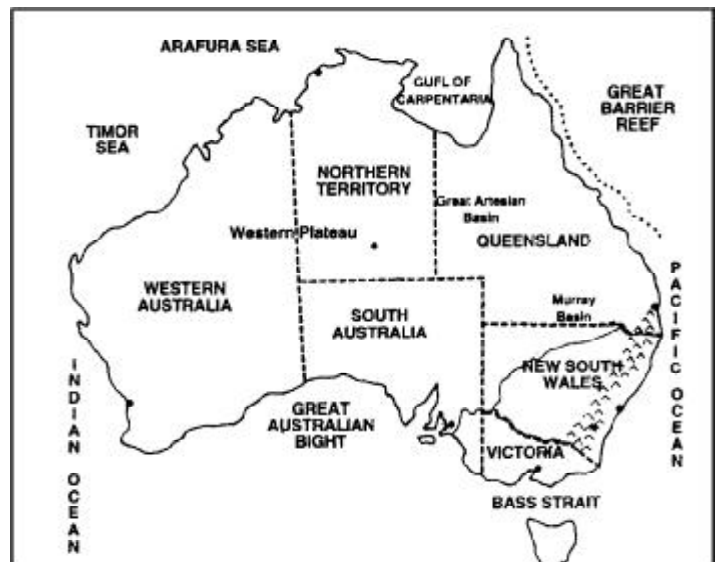 ARAFURA SEA
GUFL OF
CARPENTARIA
GREAT
BARRIER
REEF
TIMOR
SEA
NORTHERN
TERRITORY
Great Artesian
Basin
Western Plateau
QUEENSLAND
WESTERN
AUSTRALIA
SOUTH
AUSTRALIA
Murray
Basin
PACIFIC OCEAN
NEW SOUTH
WALES
INDIAN OCEAN
GREAT
AUSTRALIAN
BIGHT
VICTORIA
BASS STRAIT